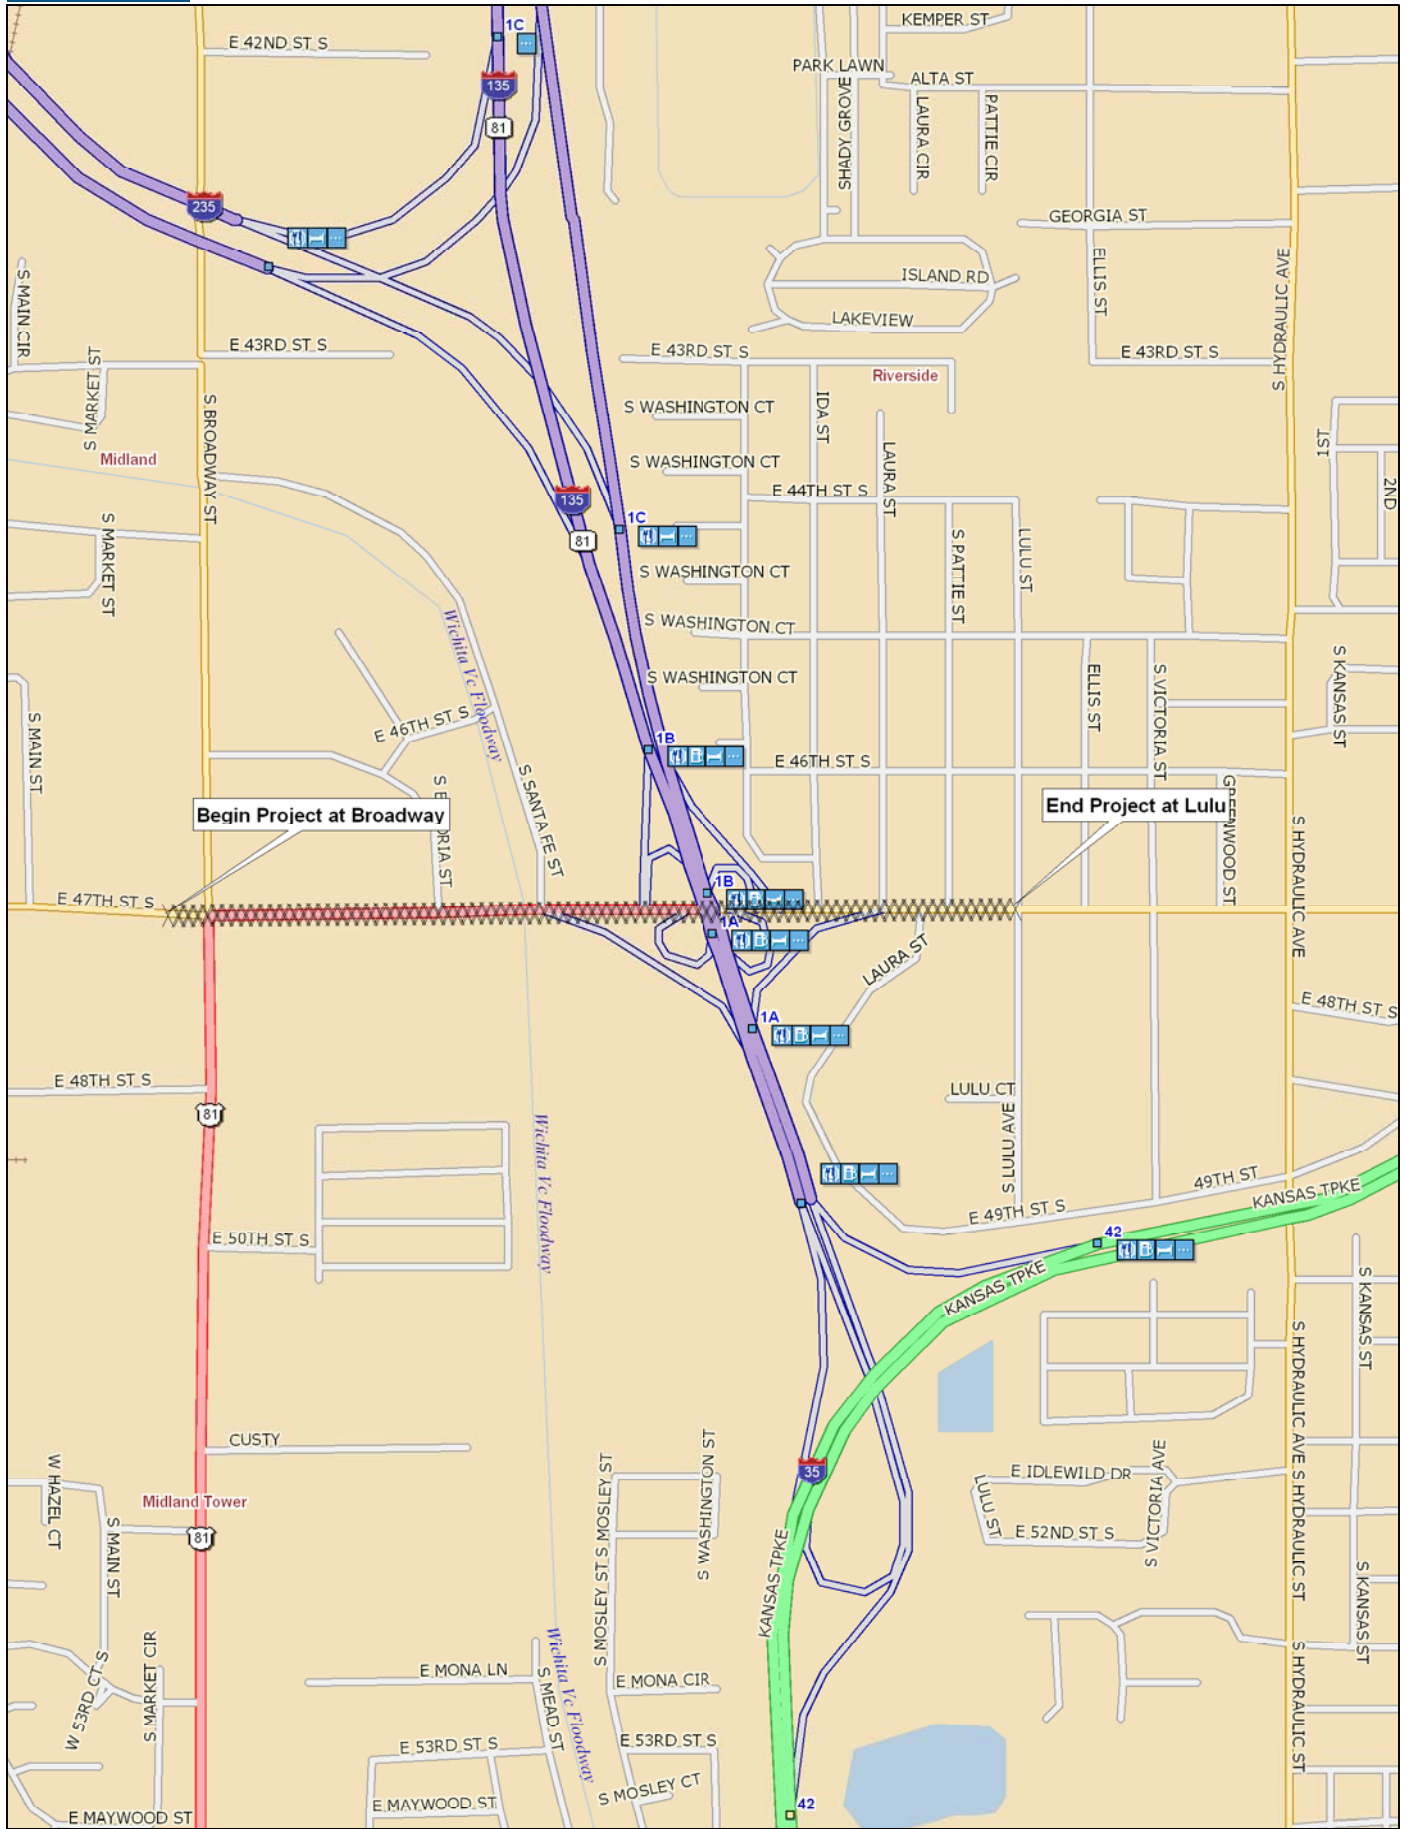 1C
E 42ND ST S
KEMPER ST
PARK LAWN
ALTA ST
135
81
SHADY GROVE
LAURA CIR
PATTIE CIR
235
GEORGIA ST
ELLIS ST
S HYDRAULIC AVE
ISLAND RD
LAKEVIEW
S MAIN CIR
E 43RD ST S
E 43RD ST S
E 43RD ST S
S MARKET ST
Riverside
S BROADWAY ST
S WASHINGTON CT
IDA ST
Midland
LAURA ST
1ST
S WASHINGTON CT
2ND
E 44TH ST S
135
81
1C
S MARKET ST
S PATTIE ST
LULU ST
S WASHINGTON CT
Wichita Vc Floodway
S WASHINGTON CT
S WASHINGTON CT
ELLIS ST
S VICTORIA ST
S KANSAS ST
S MAIN ST
E 46TH ST S
1B
E 46TH ST S
S SANTA FE ST
GREENWOOD ST
S HYDRAULIC AVE
Begin Project at Broadway
End Project at Lulu
E 47TH ST S
1B
1A
LAURA ST
1A
E 48TH ST S
E 48TH ST S
81
LULU CT
S LULU AVE
Wichita Vc Floodway
49TH ST
KANSAS TPKE
E 49TH ST S
E 50TH ST S
42
KANSAS TPKE
S KANSAS ST
S HYDRAULIC AVE
CUSTY
35
W HAZEL CT
S MOSLEY ST
S WASHINGTON ST
E IDLEWILD DR
LULU ST
S VICTORIA AVE
S HYDRAULIC ST
Midland Tower
81
S MAIN ST
E 52ND ST S
KANSAS TPKE
S MOSLEY ST
S KANSAS ST
Wichita Vc Floodway
S MARKET CIR
W 53RD CT S
E MONA LN
S MEAD ST
E MONA CIR
S HYDRAULIC ST
E 53RD ST S
E 53RD ST S
S MOSLEY CT
E MAYWOOD ST
E MAYWOOD ST
42